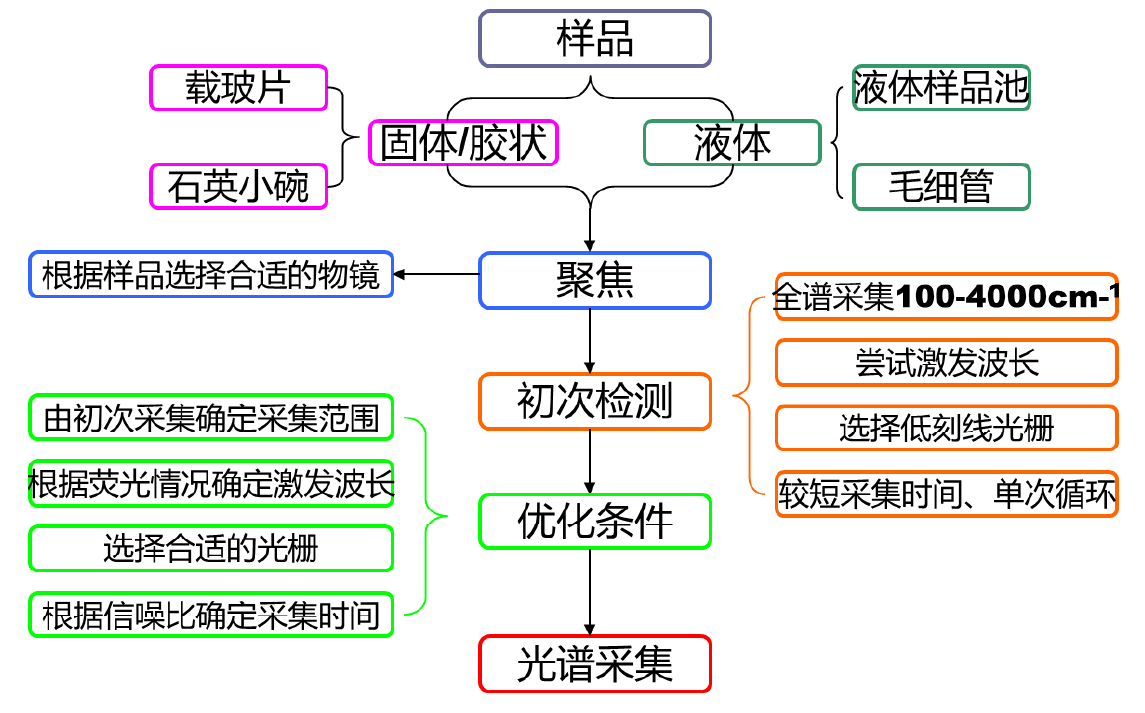 样品
载玻片
液体样品池
固体/胶状
液体
石英小碗
毛细管
根据样品选择合适的物镜
聚焦
全谱采集100-4000cm-1
尝试激发波长
初次检测
由初次采集确定采集范围
选择低刻线光栅
根据荧光情况确定激发波长
较短采集时间、单次循环
优化条件
选择合适的光栅
根据信噪比确定采集时间
光谱采集